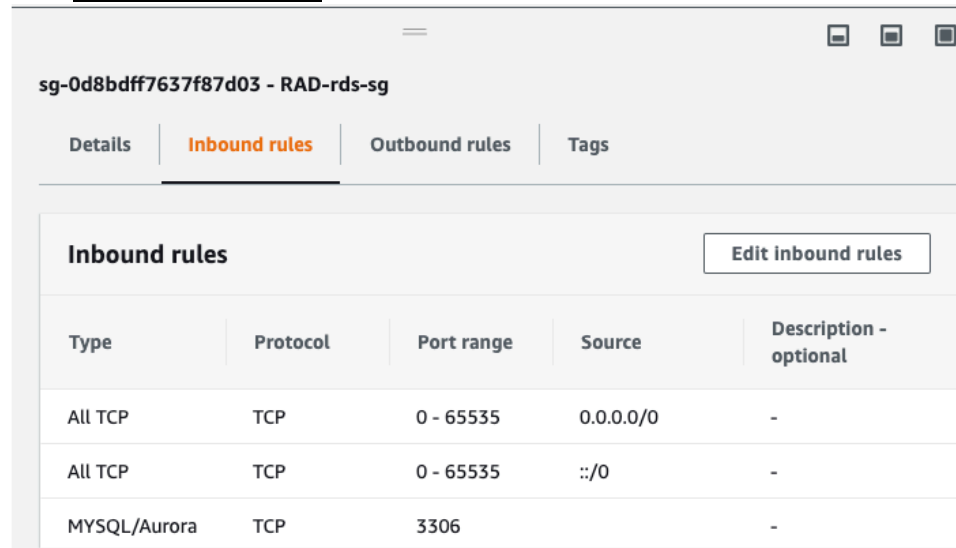 sg-0d8bdff7637f87d03 - RAD-rds-sg
Details Inbound rules Outbound rules Tags
Inbound rules Edit inbound rules
Type Protocol Port range Source Description - optional
All TCP TCP 0 - 65535 0.0.0.0/0 -
All TCP TCP 0 - 65535 ::/0 -
MYSQL/Aurora TCP 3306 -